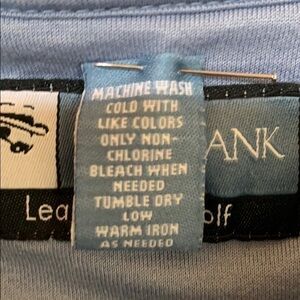 MACHINE WASH
COLD WITH
LIKE COLORS
ONLY NON-
CHLORINE
BLEACH WHEN
NEEDED
TUMBLE DRY
LOW
WARM IRON
AS NEEDED
ANK
Lea
olf